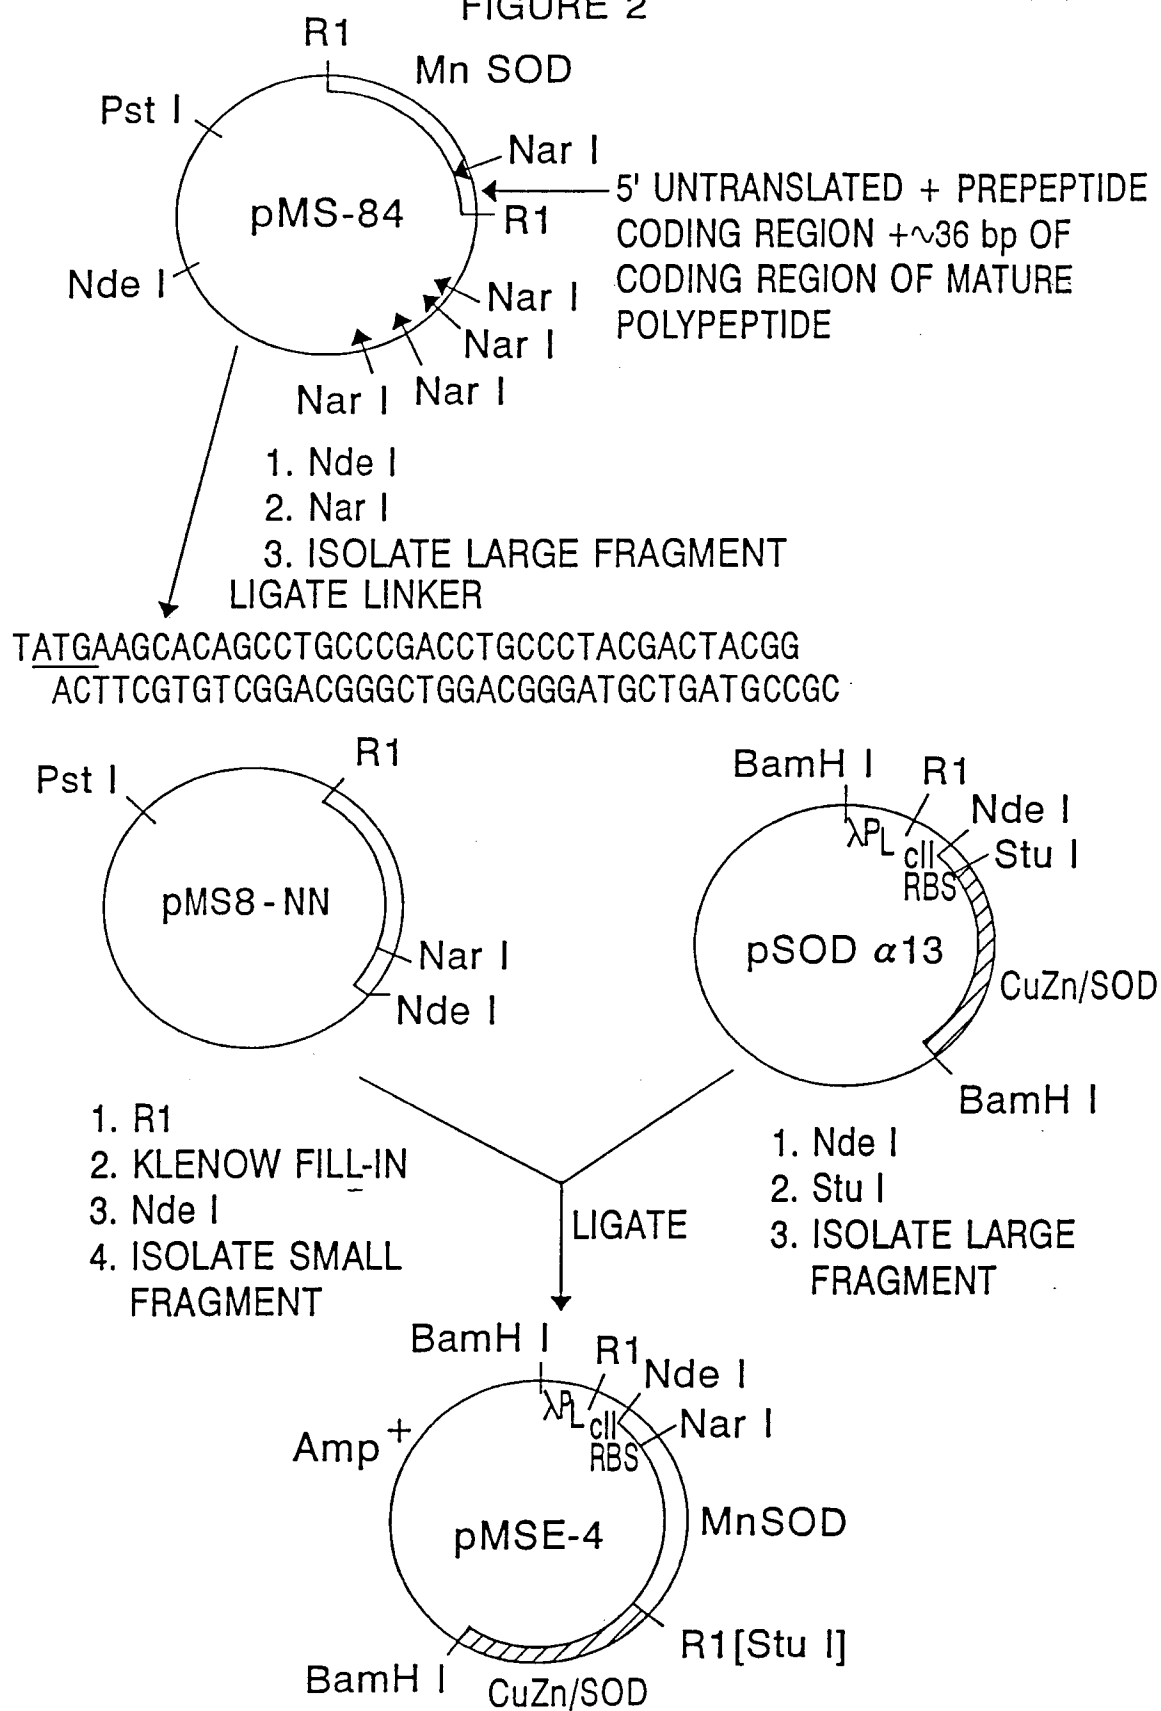 FIGURE 2
R1
Mn SOD
Pst I
Nar I
5' UNTRANSLATED + PREPEPTIDE
CODING REGION +~36 bp OF
CODING REGION OF MATURE
POLYPEPTIDE
pMS-84
R1
Nde I
Nar I
Nar I
Nar I
Nar I
1. Nde I
2. Nar I
3. ISOLATE LARGE FRAGMENT
LIGATE LINKER
TATGAAGCACAGCCTGCCCGACCTGCCCTACGACTACGG
ACTTCGTGTCGGACGGGCTGGACGGGATGCTGATGCCGC
Pst I
R1
pMS8-NN
Nar I
Nde I
BamH I
R1
Nde I
Stu I
λPL
cII
RBS
pSOD α13
CuZn/SOD
BamH I
1. R1
2. KLENOW FILL-IN
3. Nde I
4. ISOLATE SMALL
FRAGMENT
1. Nde I
2. Stu I
3. ISOLATE LARGE
FRAGMENT
LIGATE
BamH I
R1
Nde I
Nar I
λPL
cII
RBS
Amp+
pMSE-4
MnSOD
R1[Stu I]
BamH I
CuZn/SOD